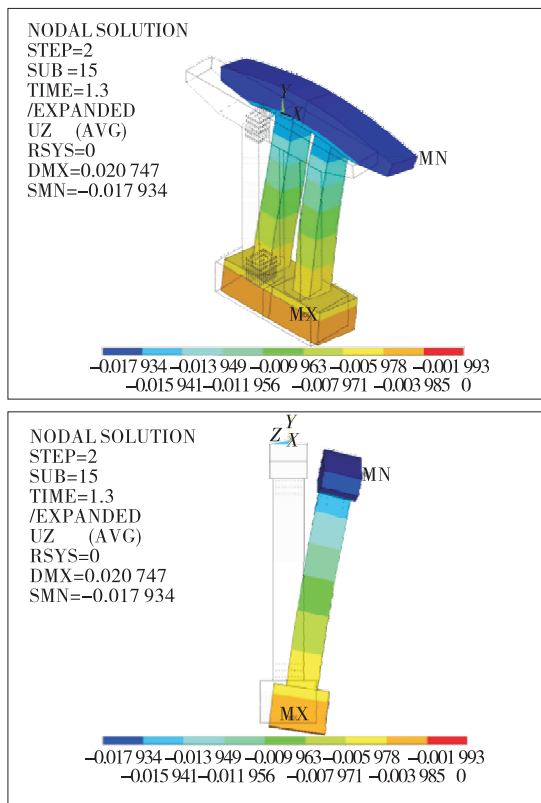 NODAL SOLUTION
STEP=2
SUB =15
TIME=1.3
/EXPANDED
UZ (AVG)
RSYS=0
DMX=0.020 747
SMN=−0.017 934
Y
X
MN
MX
−0.017 934 −0.013 949 −0.009 963 −0.005 978 −0.001 993
−0.015 941 −0.011 956 −0.007 971 −0.003 985 0
NODAL SOLUTION
STEP=2
SUB=15
TIME=1.3
/EXPANDED
UZ (AVG)
RSYS=0
DMX=0.020 747
SMN=−0.017 934
Y
Z X
MN
MX
−0.017 934 −0.013 949 −0.009 963 −0.005 978 −0.001 993
−0.015 941 −0.011 956 −0.007 971 −0.003 985 0